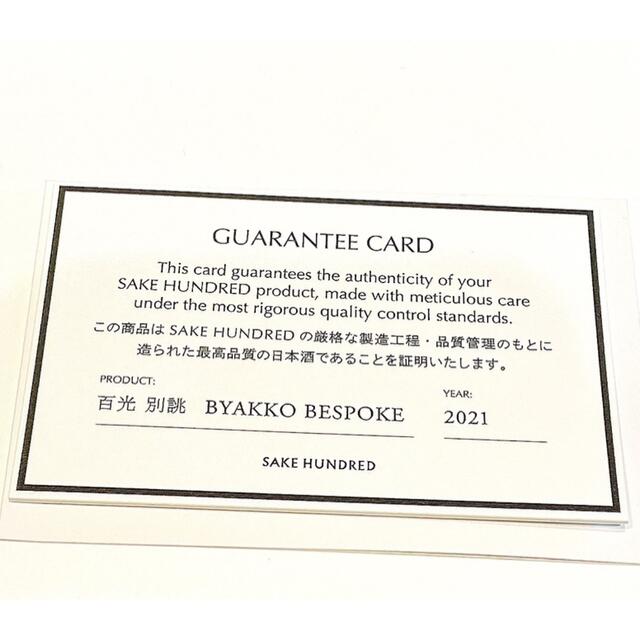 GUARANTEE CARD
This card guarantees the authenticity of your
SAKE HUNDRED product, made with meticulous care
under the most rigorous quality control standards.
この商品は SAKE HUNDRED の厳格な製造工程・品質管理のもとに
造られた最高品質の日本酒であることを証明いたします。
PRODUCT:
百光 別誂 BYAKKO BESPOKE
YEAR:
2021
SAKE HUNDRED